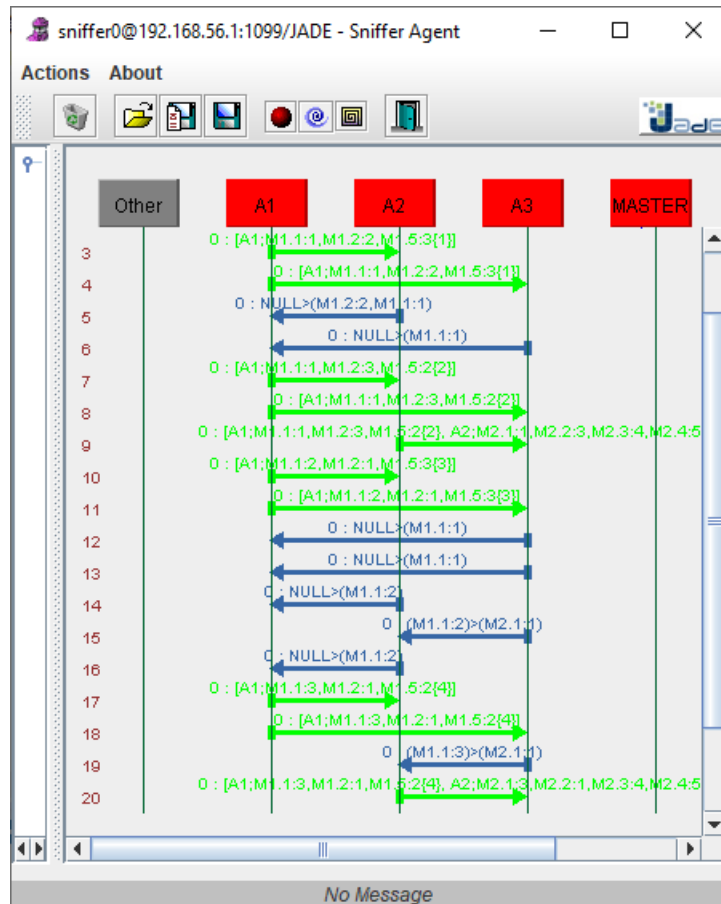 sniffer0@192.168.56.1:1099/JADE - Sniffer Agent
Actions About
Jade
Other A1 A2 A3 MASTER
0 : [A1;M1.1:1,M1.2:2,M1.5:3{1}]
3
0 : [A1;M1.1:1,M1.2:2,M1.5:3{1}]
4
0 : NULL>(M1.2:2,M1.1:1)
5
0 : NULL>(M1.1:1)
6
0 : [A1;M1.1:1,M1.2:3,M1.5:2{2}]
7
0 : [A1;M1.1:1,M1.2:3,M1.5:2{2}]
8
0 : [A1;M1.1:1,M1.2:3,M1.5:2{2}, A2;M2.1:1,M2.2:3,M2.3:4,M2.4:5
9
0 : [A1;M1.1:2,M1.2:1,M1.5:3{3}]
10
0 : [A1;M1.1:2,M1.2:1,M1.5:3{3}]
11
0 : NULL>(M1.1:1)
12
0 : NULL>(M1.1:1)
13
0 : NULL>(M1.1:2)
14
0 : (M1.1:2)>(M2.1:1)
15
0 : NULL>(M1.1:2)
16
0 : [A1;M1.1:3,M1.2:1,M1.5:2{4}]
17
0 : [A1;M1.1:3,M1.2:1,M1.5:2{4}]
18
0 : (M1.1:3)>(M2.1:1)
19
0 : [A1;M1.1:3,M1.2:1,M1.5:2{4}, A2;M2.1:3,M2.2:1,M2.3:4,M2.4:5
20
No Message